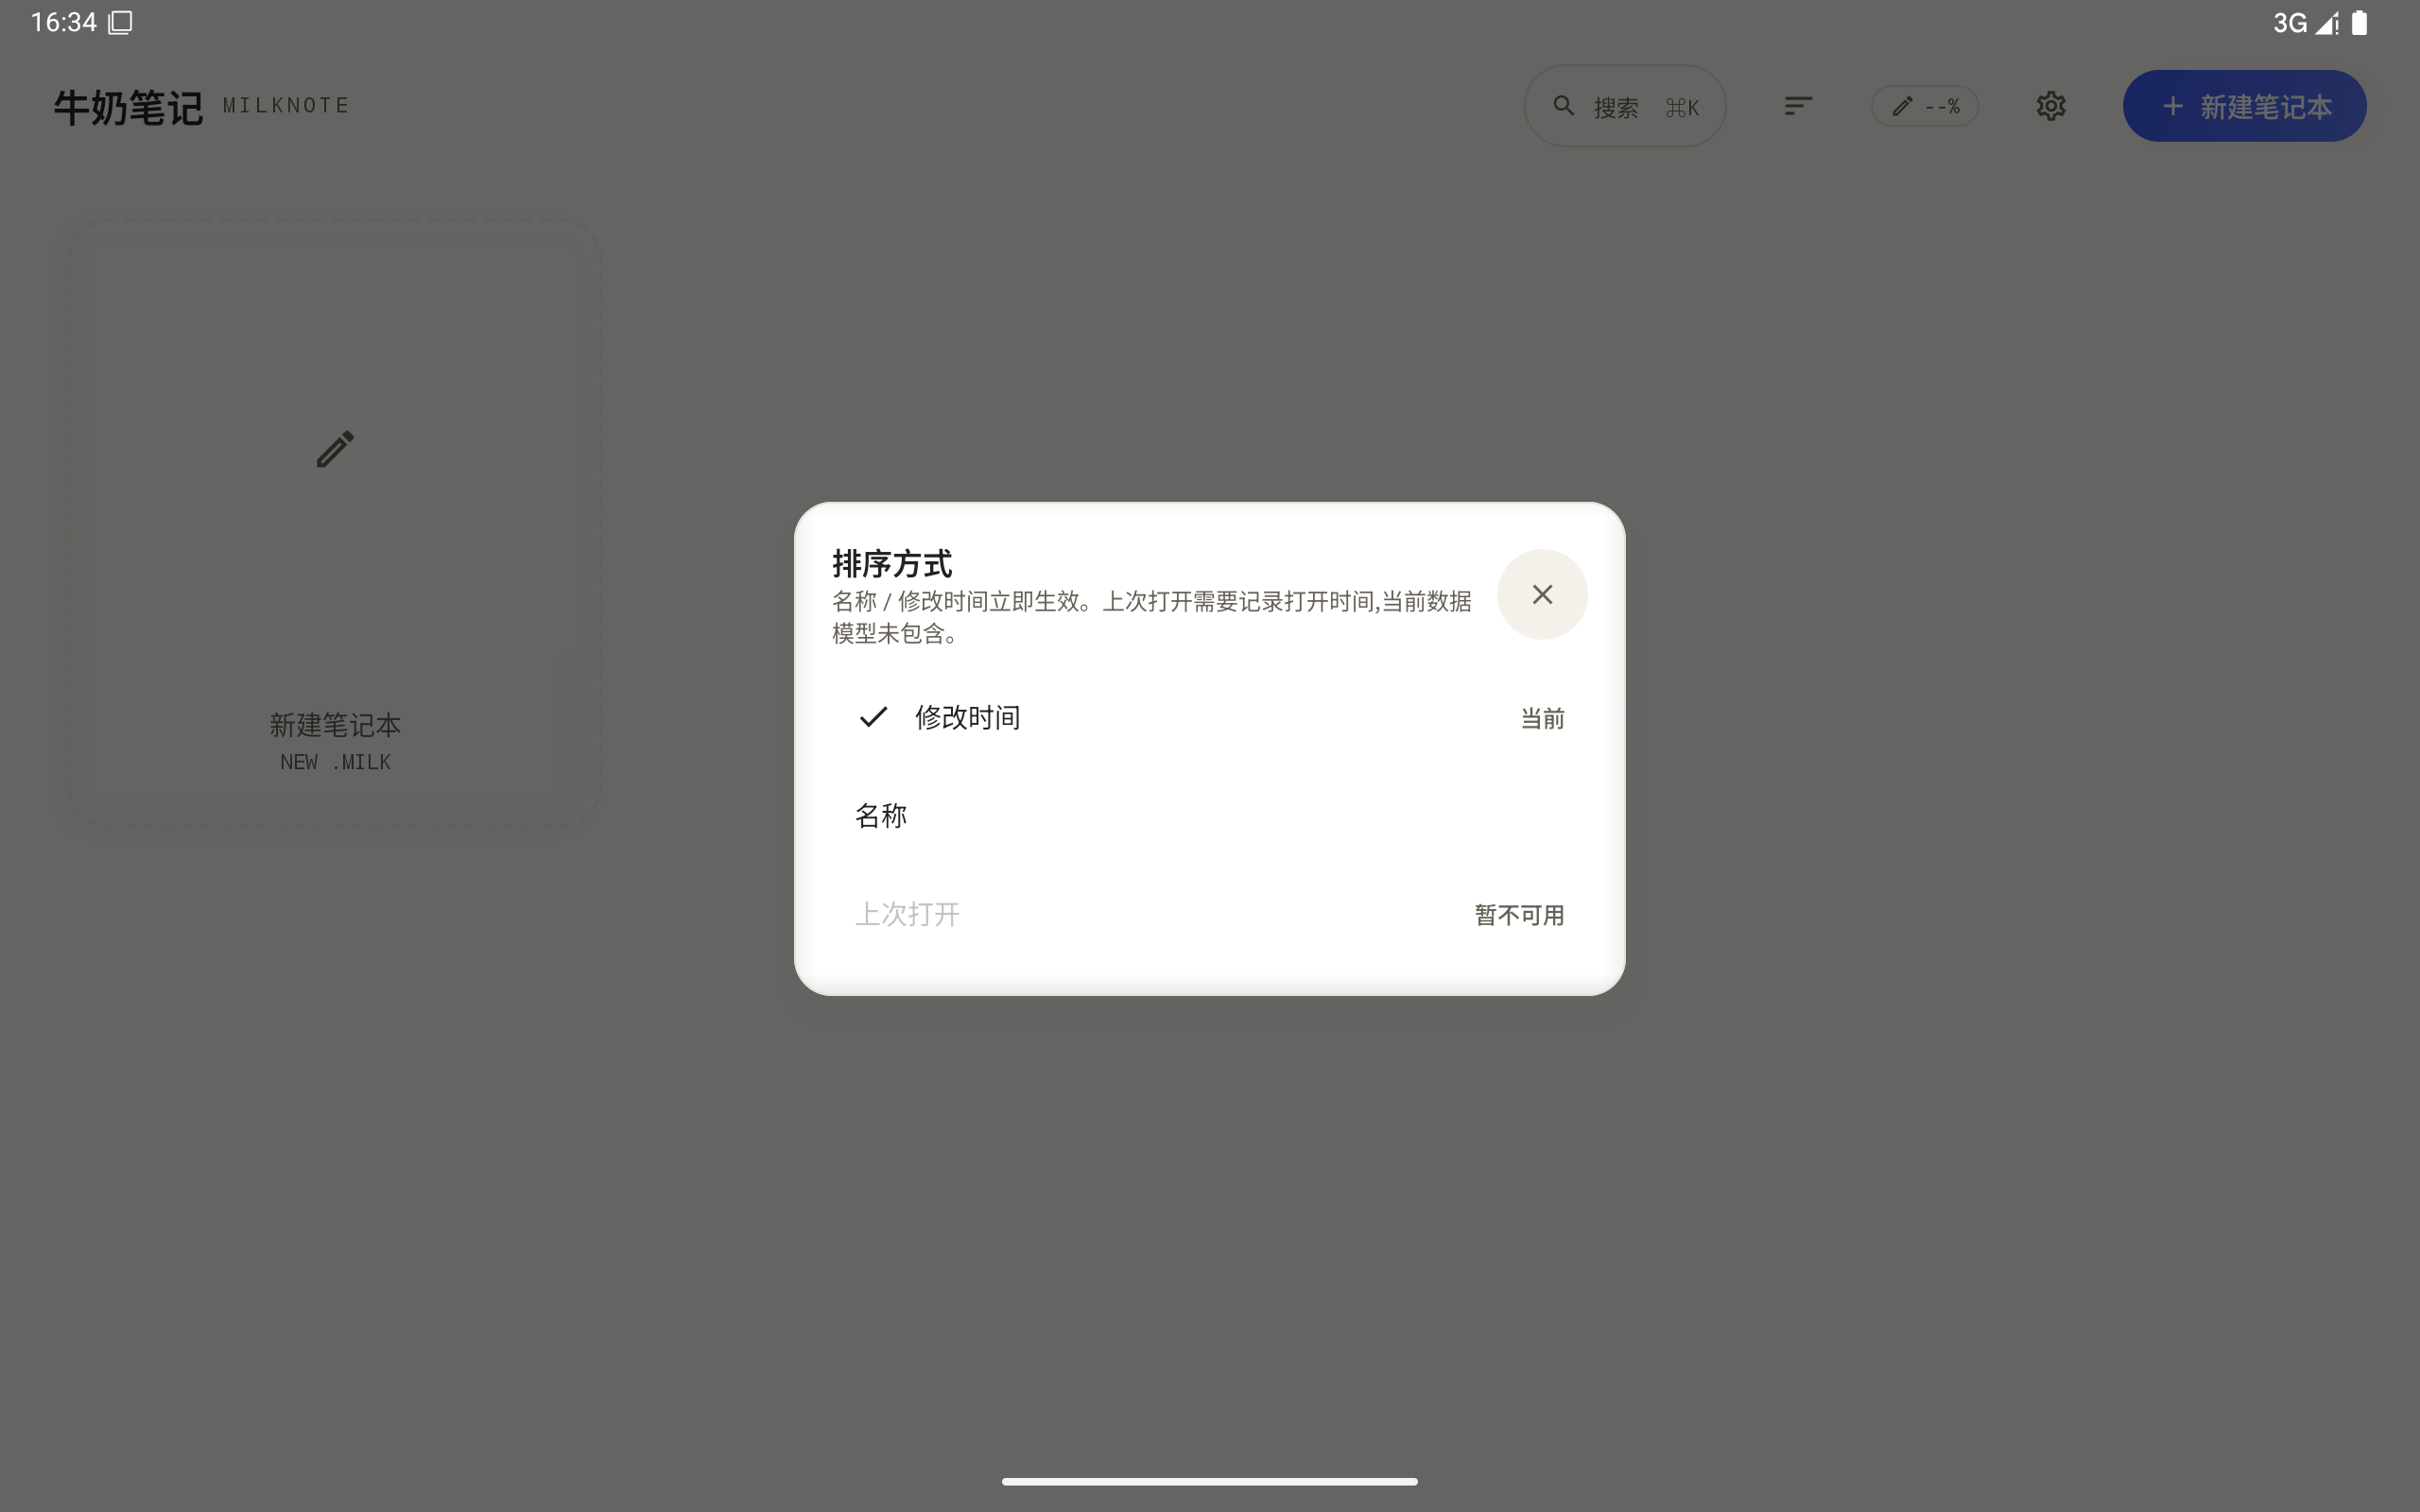 16:34
3G
牛奶笔记 MILKNOTE
搜索 ⌘K
--%
新建笔记本
排序方式
名称 / 修改时间立即生效。上次打开需要记录打开时间,当前数据
模型未包含。
修改时间 当前
名称
上次打开 暂不可用
新建笔记本
NEW .MILK